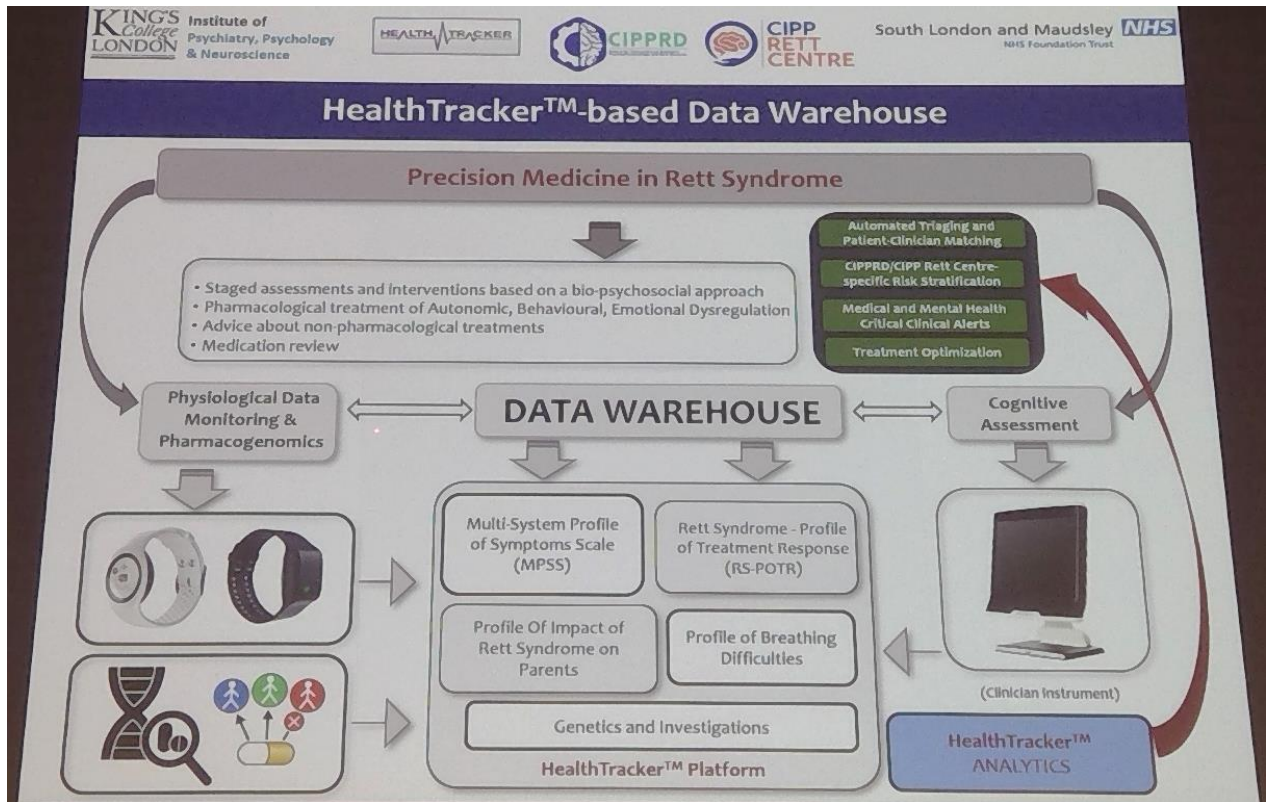 KING'S
College
LONDON
Institute of
Psychiatry, Psychology
& Neuroscience
HEALTH TRACKER
CIPPRD
CIPP
RETT
CENTRE
South London and Maudsley NHS
NHS Foundation Trust
HealthTracker™-based Data Warehouse
Precision Medicine in Rett Syndrome
Automated Triaging and
Patient-Clinician Matching
CIPPRD/CIPP Rett Centre-
specific Risk Stratification
Medical and Mental Health
Critical Clinical Alerts
Treatment Optimization
• Staged assessments and interventions based on a bio-psychosocial approach
• Pharmacological treatment of Autonomic, Behavioural, Emotional Dysregulation
• Advice about non-pharmacological treatments
• Medication review
Physiological Data
Monitoring &
Pharmacogenomics
DATA WAREHOUSE
Cognitive
Assessment
Multi-System Profile
of Symptoms Scale
(MPSS)
Rett Syndrome - Profile
of Treatment Response
(RS-POTR)
Profile Of Impact of
Rett Syndrome on
Parents
Profile of Breathing
Difficulties
(Clinician Instrument)
Genetics and Investigations
HealthTracker™ Platform
HealthTracker™
ANALYTICS